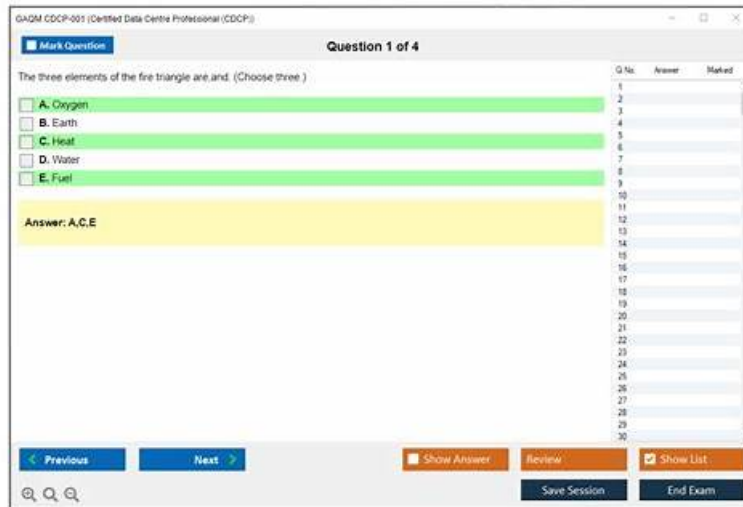 GAQM CDCP-001 (Certified Data Centre Professional (CDCP))
Mark Question
Question 1 of 4
The three elements of the fire triangle are and. (Choose three )
A. Oxygen
B. Earth
C. Heat
D. Water
E. Fuel
Answer: A,C,E
Q.No. Answer Marked
1
2
3
4
5
6
7
8
9
10
11
12
13
14
15
16
17
18
19
20
21
22
23
24
25
26
27
28
29
30
Previous
Next
Show Answer
Review
Show List
Save Session
End Exam